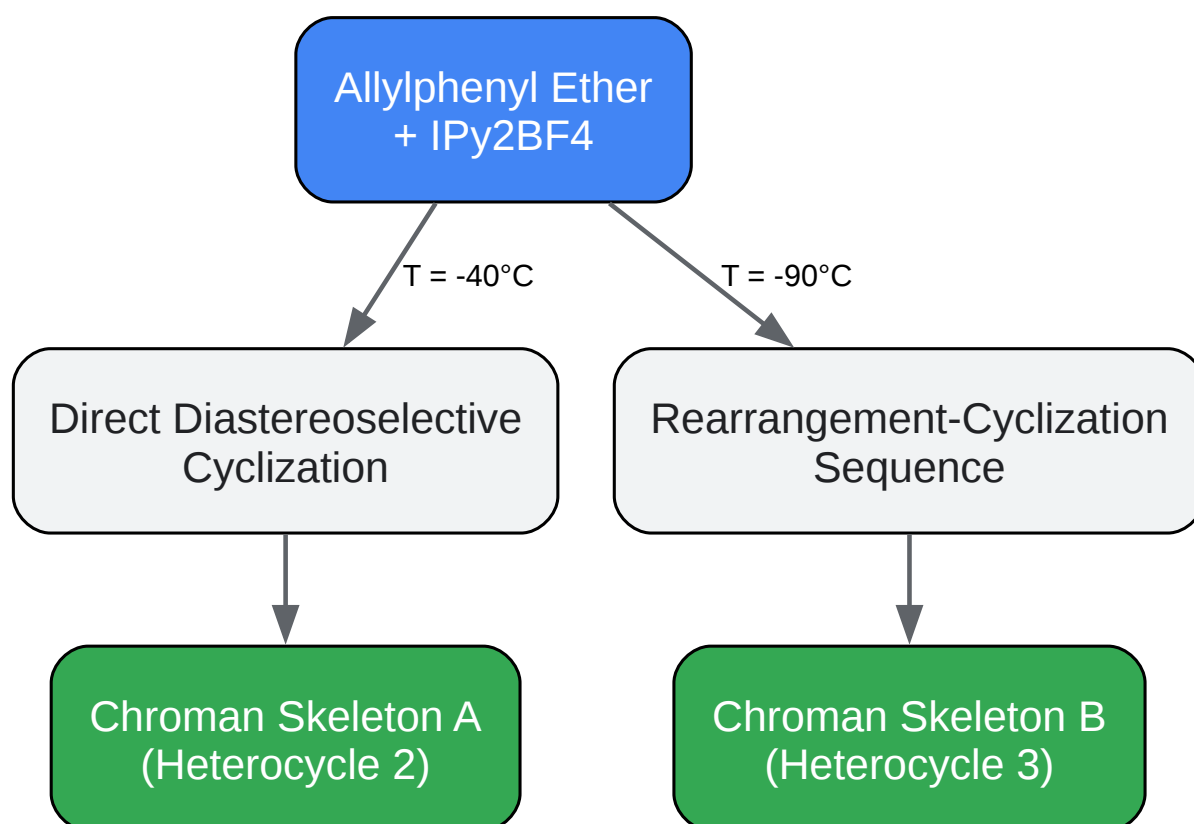 Allylphenyl Ether
+ IPy2BF4
T = -40°C
T = -90°C
Direct Diastereoselective
Cyclization
Rearrangement-Cyclization
Sequence
Chroman Skeleton A
(Heterocycle 2)
Chroman Skeleton B
(Heterocycle 3)